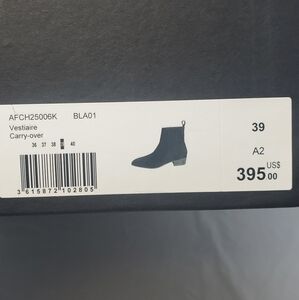 AFCH25006K BLA01
Vestiaire
Carry-over
36 37 38 39 40
3 615872 102805
39
A2
US$
395 00